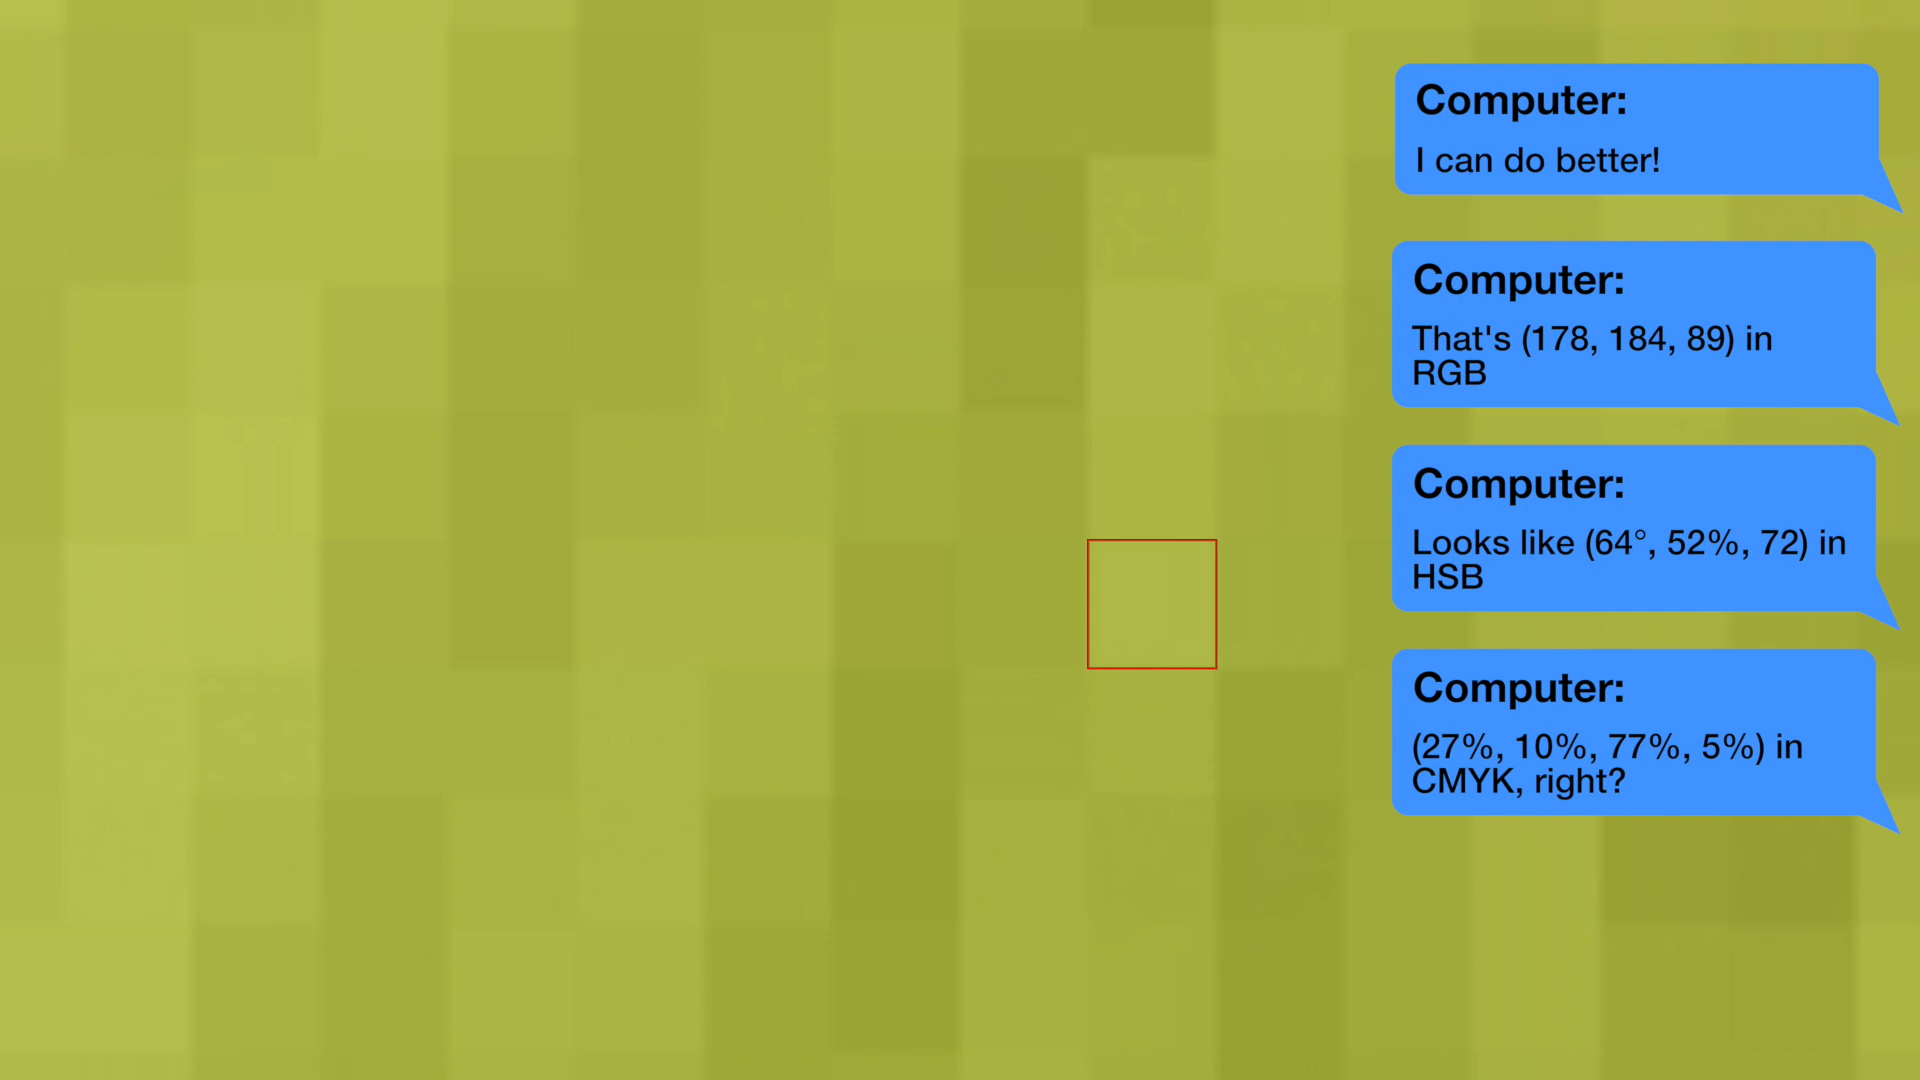 Computer:
I can do better!
Computer:
That's (178, 184, 89) in
RGB
Computer:
Looks like (64°, 52%, 72) in
HSB
Computer:
(27%, 10%, 77%, 5%) in
CMYK, right?